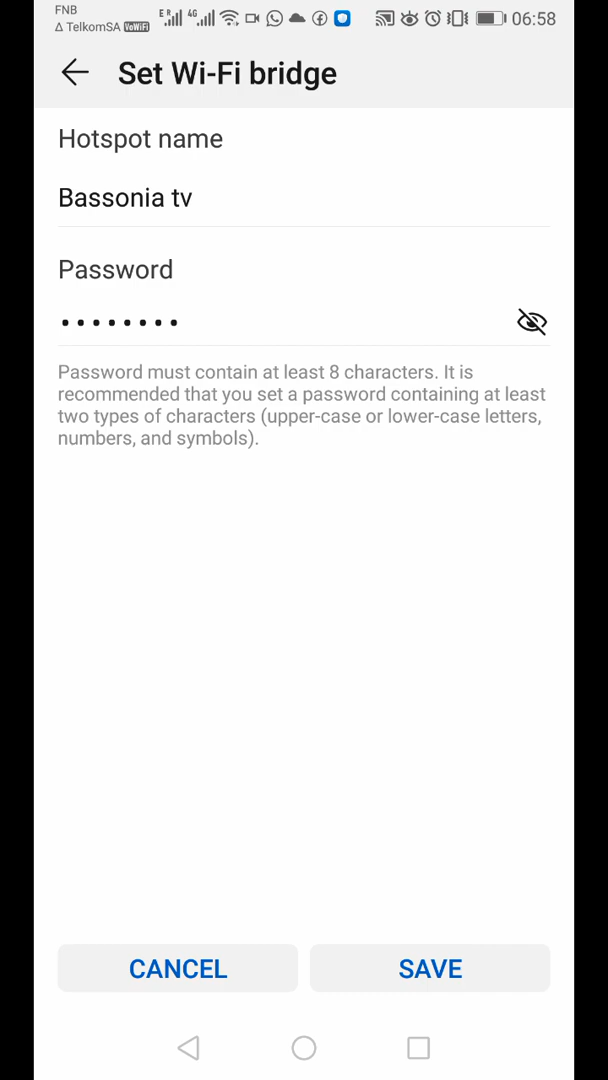 FNB
TelkomSA VoWiFi
E R 4G 06:58
Set Wi-Fi bridge
Hotspot name
Bassonia tv
Password
••••••••
Password must contain at least 8 characters. It is
recommended that you set a password containing at least
two types of characters (upper-case or lower-case letters,
numbers, and symbols).
CANCEL SAVE